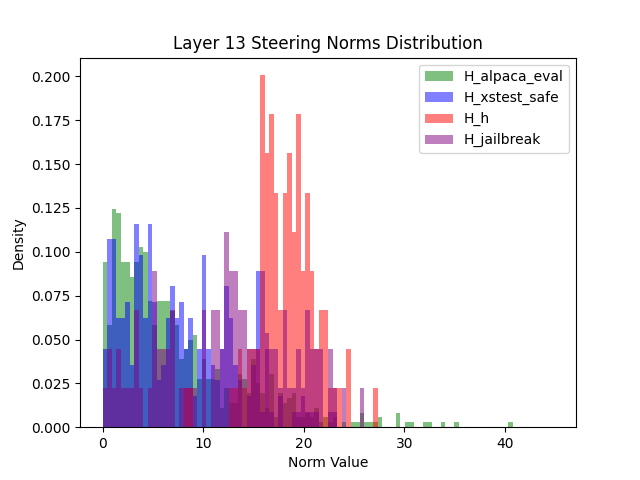 Layer 13 Steering Norms Distribution
H_alpaca_eval
H_xstest_safe
H_h
H_jailbreak
0.200
0.175
0.150
0.125
0.100
0.075
0.050
0.025
0.000
Density
0 10 20 30 40
Norm Value